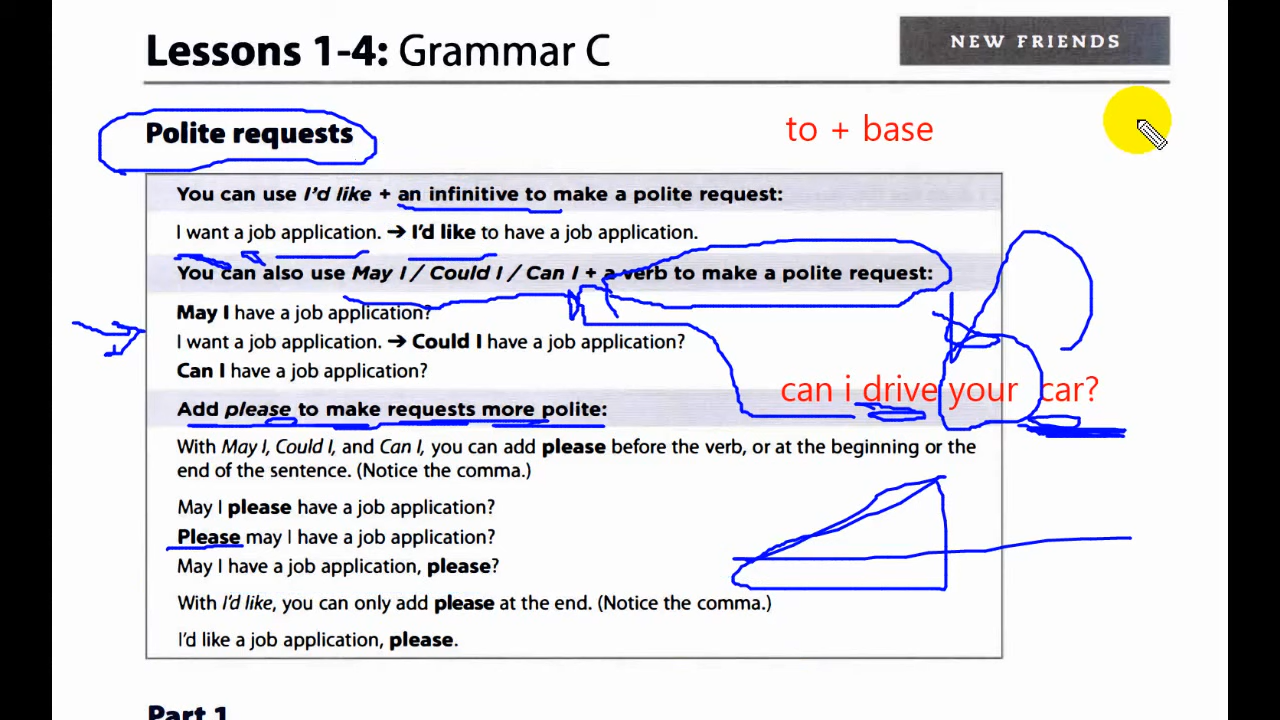 Lessons 1-4: Grammar C
NEW FRIENDS
Polite requests
to + base
You can use I'd like + an infinitive to make a polite request:
I want a job application. → I'd like to have a job application.
You can also use May I / Could I / Can I + a verb to make a polite request:
May I have a job application?
I want a job application. → Could I have a job application?
Can I have a job application?
can i drive your car?
Add please to make requests more polite:
With May I, Could I, and Can I, you can add please before the verb, or at the beginning or the
end of the sentence. (Notice the comma.)
May I please have a job application?
Please may I have a job application?
May I have a job application, please?
With I'd like, you can only add please at the end. (Notice the comma.)
I'd like a job application, please.
Part 1